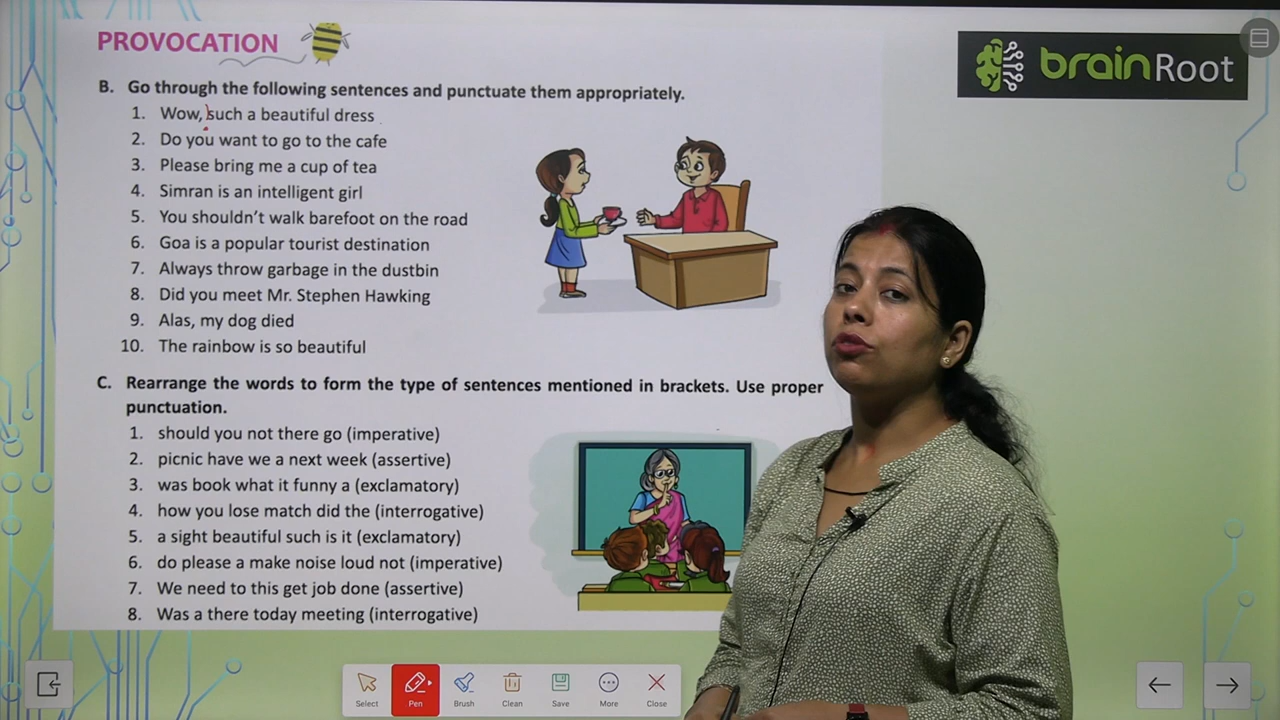 PROVOCATION
brainRoot
B. Go through the following sentences and punctuate them appropriately.
1. Wow, such a beautiful dress
2. Do you want to go to the cafe
3. Please bring me a cup of tea
4. Simran is an intelligent girl
5. You shouldn't walk barefoot on the road
6. Goa is a popular tourist destination
7. Always throw garbage in the dustbin
8. Did you meet Mr. Stephen Hawking
9. Alas, my dog died
10. The rainbow is so beautiful
C. Rearrange the words to form the type of sentences mentioned in brackets. Use proper
punctuation.
1. should you not there go (imperative)
2. picnic have we a next week (assertive)
3. was book what it funny a (exclamatory)
4. how you lose match did the (interrogative)
5. a sight beautiful such is it (exclamatory)
6. do please a make noise loud not (imperative)
7. We need to this get job done (assertive)
8. Was a there today meeting (interrogative)
Select Pen Brush Clean Save More Close